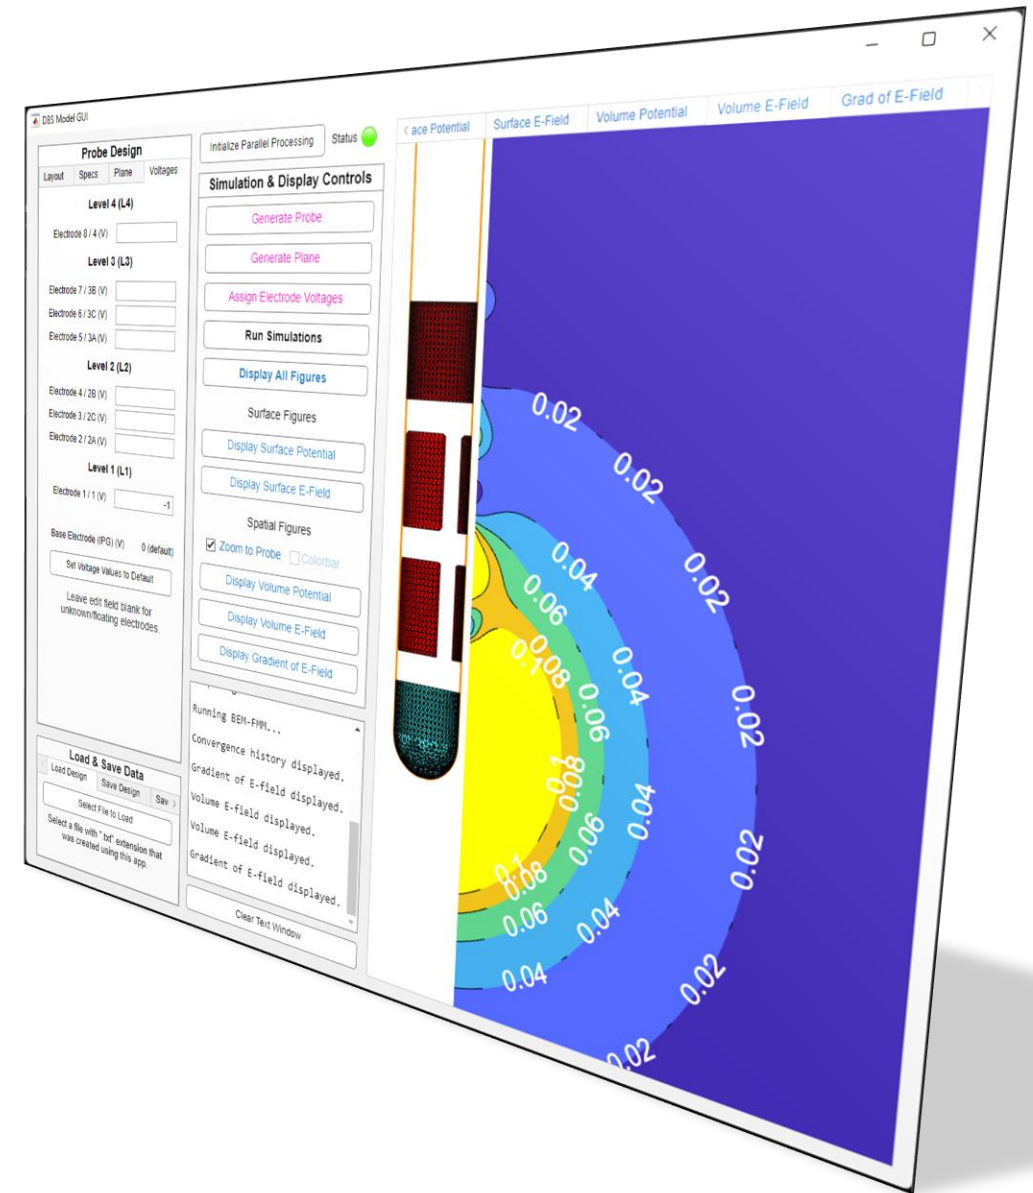 DBS Model GUI
Probe Design
Layout Specs Plane Voltages
Level 4 (L4)
Electrode 8 / 4 (V)
Level 3 (L3)
Electrode 7 / 3B (V)
Electrode 6 / 3C (V)
Electrode 5 / 3A (V)
Level 2 (L2)
Electrode 4 / 2B (V)
Electrode 3 / 2C (V)
Electrode 2 / 2A (V)
Level 1 (L1)
Electrode 1 / 1 (V) -1
Base Electrode (IPG) (V) 0 (default)
Set Voltage Values to Default
Leave edit field blank for
unknown/floating electrodes.
Load & Save Data
Load Design Save Design Sav
Select File to Load
Select a file with ".txt" extension that
was created using this app.
Initialize Parallel Processing Status
Simulation & Display Controls
Generate Probe
Generate Plane
Assign Electrode Voltages
Run Simulations
Display All Figures
Surface Figures
Display Surface Potential
Display Surface E-Field
Spatial Figures
Zoom to Probe Colorbar
Display Volume Potential
Display Volume E-Field
Display Gradient of E-Field
Running BEM-FMM...
Convergence history displayed.
Gradient of E-field displayed.
Volume E-field displayed.
Volume E-field displayed.
Gradient of E-field displayed.
Clear Text Window
ace Potential Surface E-Field Volume Potential Volume E-Field Grad of E-Field
0.02
0.02
0.02
0.02
0.02
0.02
0.02
0.04
0.04
0.04
0.04
0.04
0.06
0.06
0.06
0.06
0.08
0.08
0.08
0.1
0.1
0.1